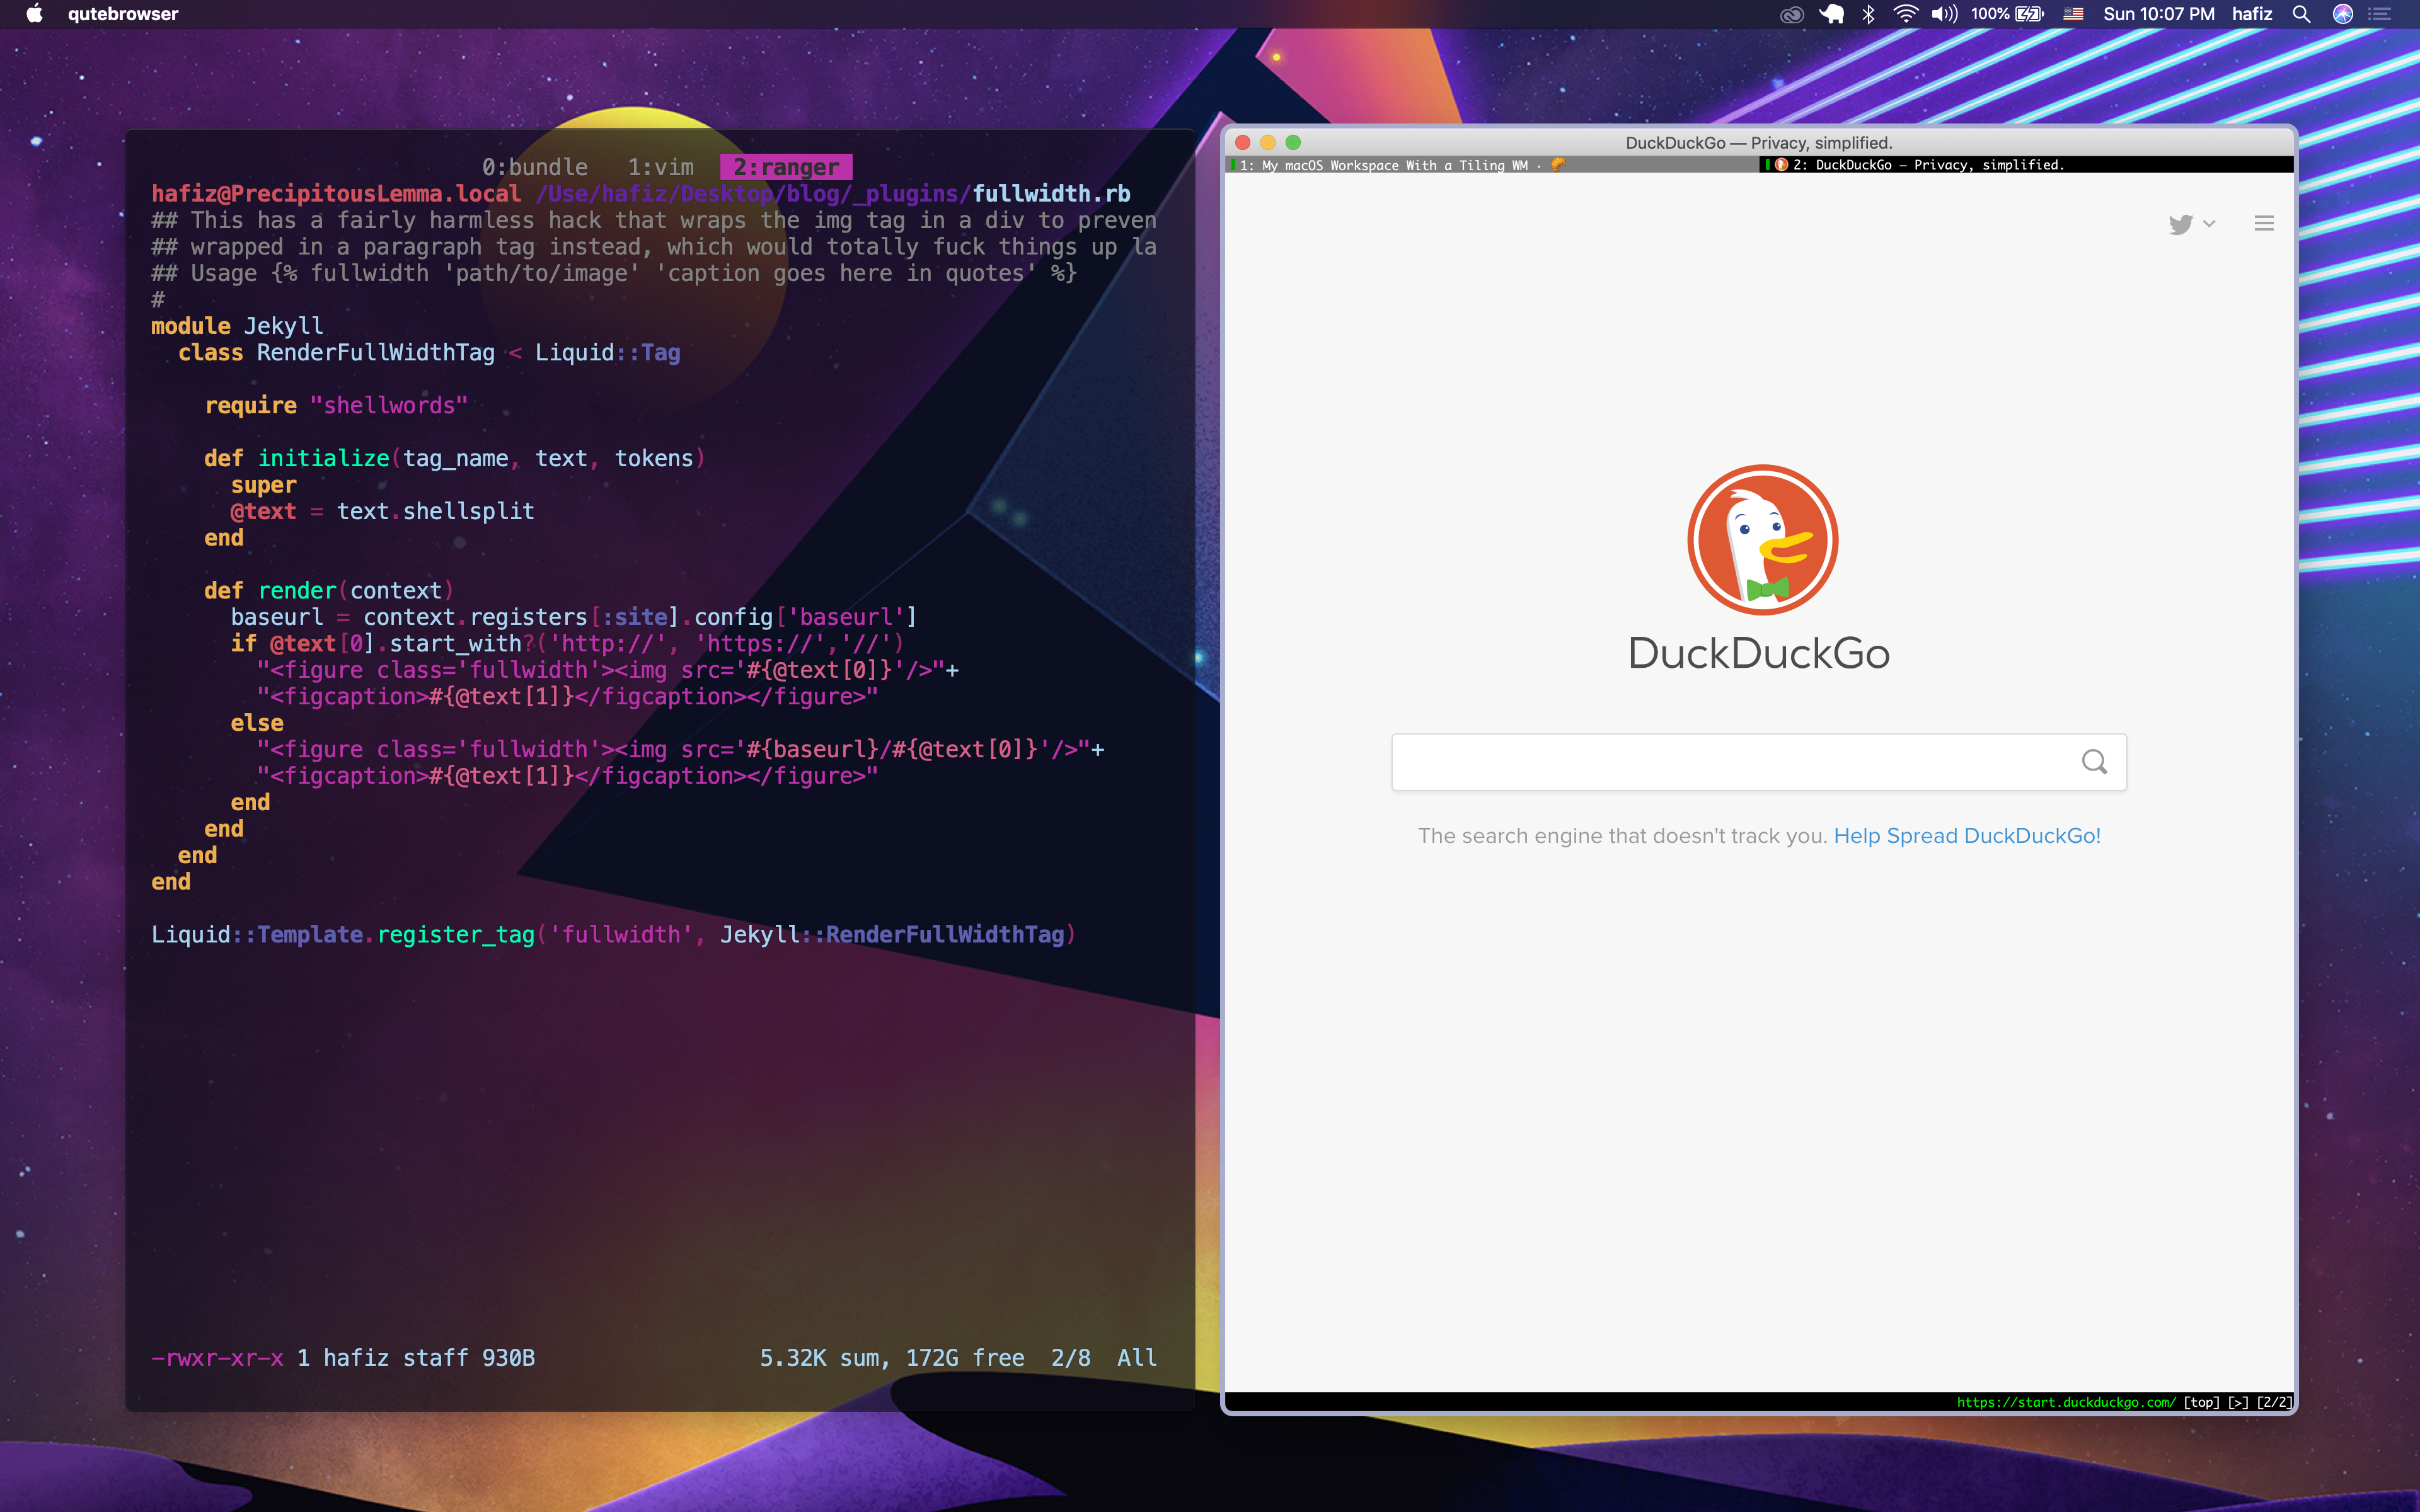 qutebrowser
100%
Sun 10:07 PM hafiz
0:bundle 1:vim 2:ranger
hafiz@PrecipitousLemma.local /Use/hafiz/Desktop/blog/_plugins/fullwidth.rb
## This has a fairly harmless hack that wraps the img tag in a div to preven
## wrapped in a paragraph tag instead, which would totally fuck things up la
## Usage {% fullwidth 'path/to/image' 'caption goes here in quotes' %}
#
module Jekyll
  class RenderFullWidthTag < Liquid::Tag
    require "shellwords"
    def initialize(tag_name, text, tokens)
      super
      @text = text.shellsplit
    end
    def render(context)
      baseurl = context.registers[:site].config['baseurl']
      if @text[0].start_with?('http://', 'https://','//')
        "<figure class='fullwidth'><img src='#{@text[0]}'/>"+
        "<figcaption>#{@text[1]}</figcaption></figure>"
      else
        "<figure class='fullwidth'><img src='#{baseurl}/#{@text[0]}'/>"+
        "<figcaption>#{@text[1]}</figcaption></figure>"
      end
    end
  end
end
Liquid::Template.register_tag('fullwidth', Jekyll::RenderFullWidthTag)
-rwxr-xr-x 1 hafiz staff 930B 5.32K sum, 172G free 2/8 All
DuckDuckGo — Privacy, simplified.
1: My macOS Workspace With a Tiling WM ·
2: DuckDuckGo — Privacy, simplified.
DuckDuckGo
The search engine that doesn't track you. Help Spread DuckDuckGo!
https://start.duckduckgo.com/ [top] [>] [2/2]